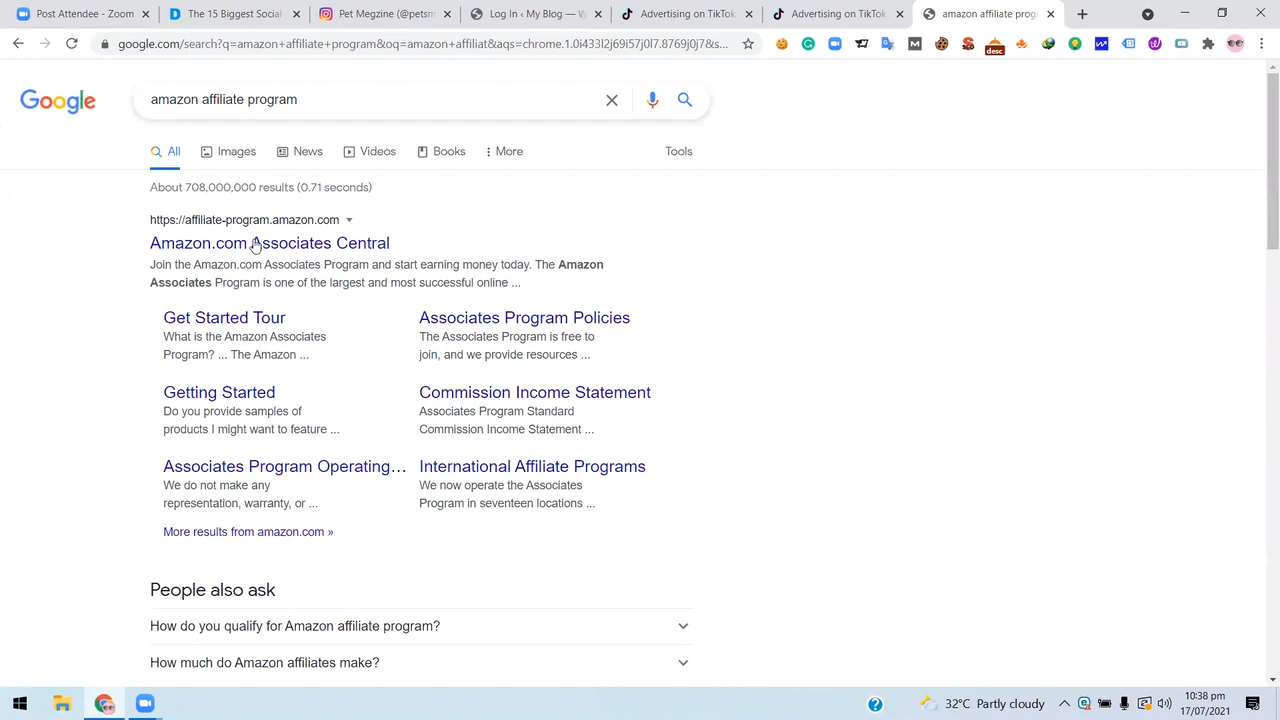 Post Attendee - Zoom
The 15 Biggest Social
Pet Megzine (@petsm
Log In ‹ My Blog — W
Advertising on TikTok
Advertising on TikTok
amazon affiliate prog
google.com/search?q=amazon+affiliate+program&oq=amazon+affiliat&aqs=chrome.1.0i433l2j69i57j0l7.8769j0j7&s...
desc
Google
amazon affiliate program
All
Images
News
Videos
Books
More
Tools
About 708,000,000 results (0.71 seconds)
https://affiliate-program.amazon.com
Amazon.com Associates Central
Join the Amazon.com Associates Program and start earning money today. The Amazon
Associates Program is one of the largest and most successful online ...
Get Started Tour
What is the Amazon Associates
Program? ... The Amazon ...
Associates Program Policies
The Associates Program is free to
join, and we provide resources ...
Getting Started
Do you provide samples of
products I might want to feature ...
Commission Income Statement
Associates Program Standard
Commission Income Statement ...
Associates Program Operating...
We do not make any
representation, warranty, or ...
International Affiliate Programs
We now operate the Associates
Program in seventeen locations ...
More results from amazon.com »
People also ask
How do you qualify for Amazon affiliate program?
How much do Amazon affiliates make?
32°C Partly cloudy
10:38 pm
17/07/2021